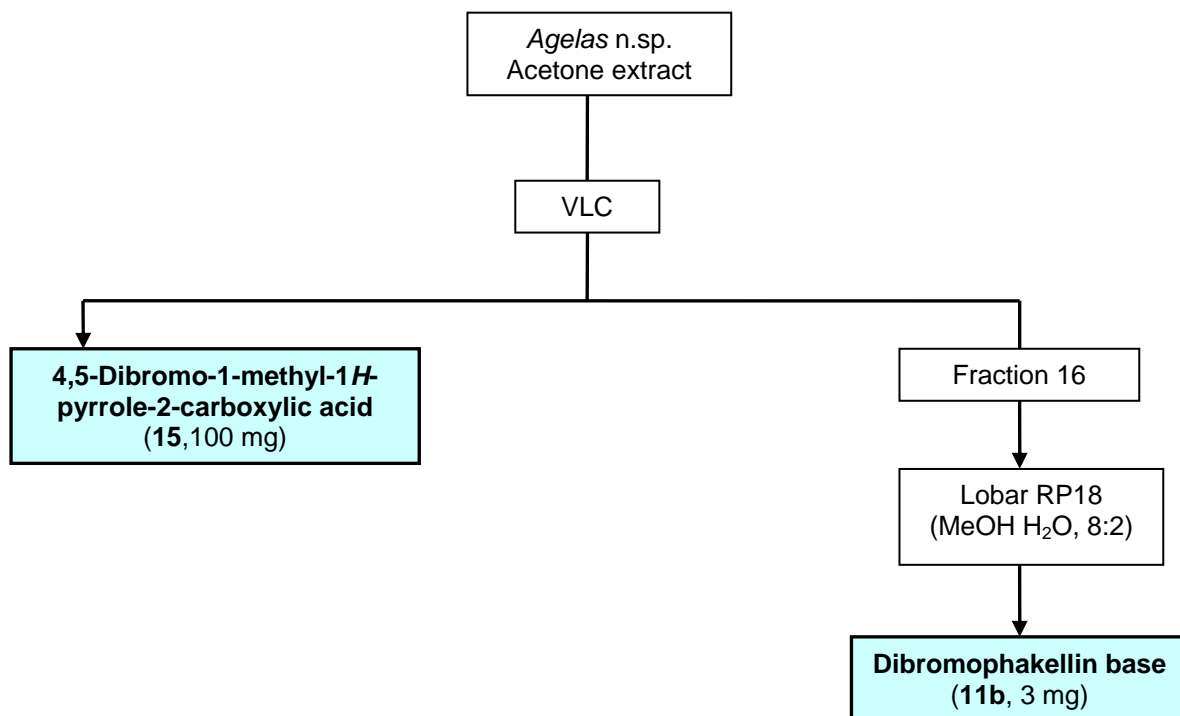 Agelas n.sp.
Acetone extract
VLC
4,5-Dibromo-1-methyl-1H-
pyrrole-2-carboxylic acid
(15,100 mg)
Fraction 16
Lobar RP18
(MeOH H₂O, 8:2)
Dibromophakellin base
(11b, 3 mg)